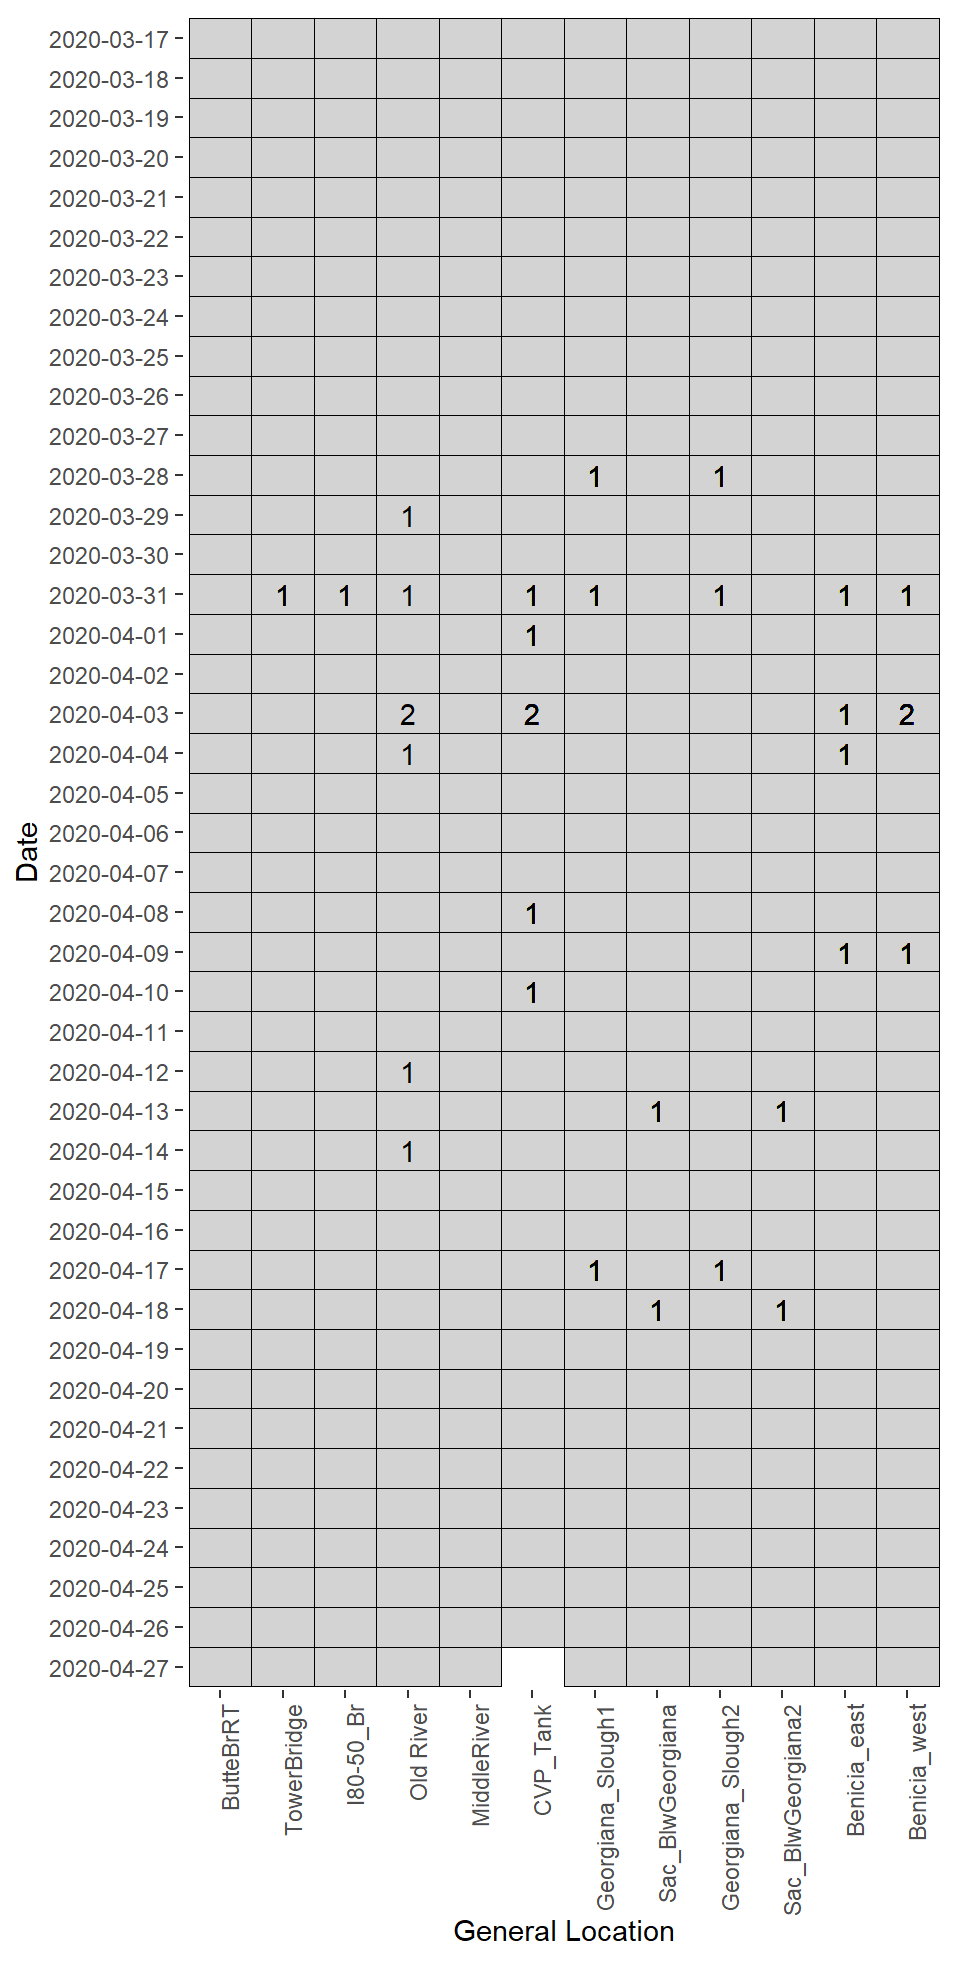 2020-03-17
2020-03-18
2020-03-19
2020-03-20
2020-03-21
2020-03-22
2020-03-23
2020-03-24
2020-03-25
2020-03-26
2020-03-27
2020-03-28 1 1
2020-03-29 1
2020-03-30
2020-03-31 1 1 1 1 1 1 1 1
2020-04-01 1
2020-04-02
2020-04-03 2 2 1 2
2020-04-04 1 1
2020-04-05
2020-04-06
2020-04-07
2020-04-08 1
2020-04-09 1 1
2020-04-10 1
2020-04-11
2020-04-12 1
2020-04-13 1 1
2020-04-14 1
2020-04-15
2020-04-16
2020-04-17 1 1
2020-04-18 1 1
2020-04-19
2020-04-20
2020-04-21
2020-04-22
2020-04-23
2020-04-24
2020-04-25
2020-04-26
2020-04-27
Date
ButteBrRT
TowerBridge
I80-50_Br
Old River
MiddleRiver
CVP_Tank
Georgiana_Slough1
Sac_BlwGeorgiana
Georgiana_Slough2
Sac_BlwGeorgiana2
Benicia_east
Benicia_west
General Location